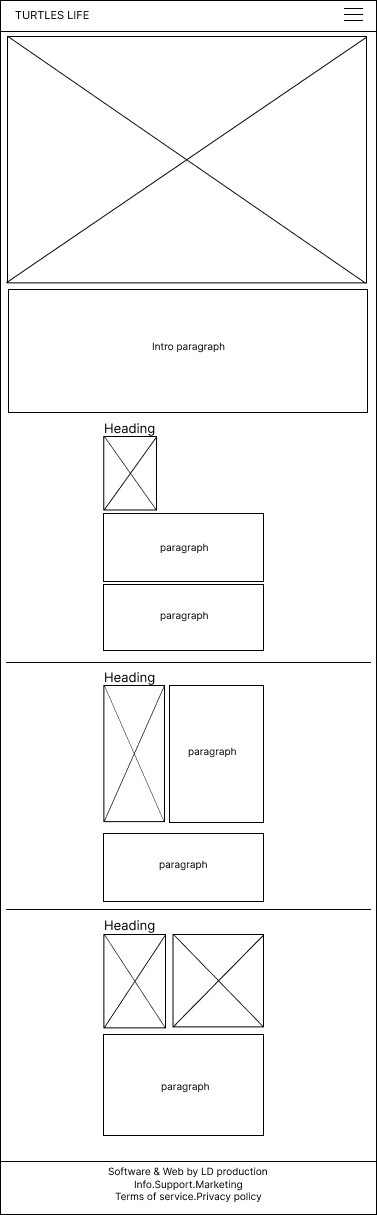 TURTLES LIFE
Intro paragraph
Heading
paragraph
paragraph
Heading
paragraph
paragraph
Heading
paragraph
Software & Web by LD production
Info.Support.Marketing
Terms of service.Privacy policy